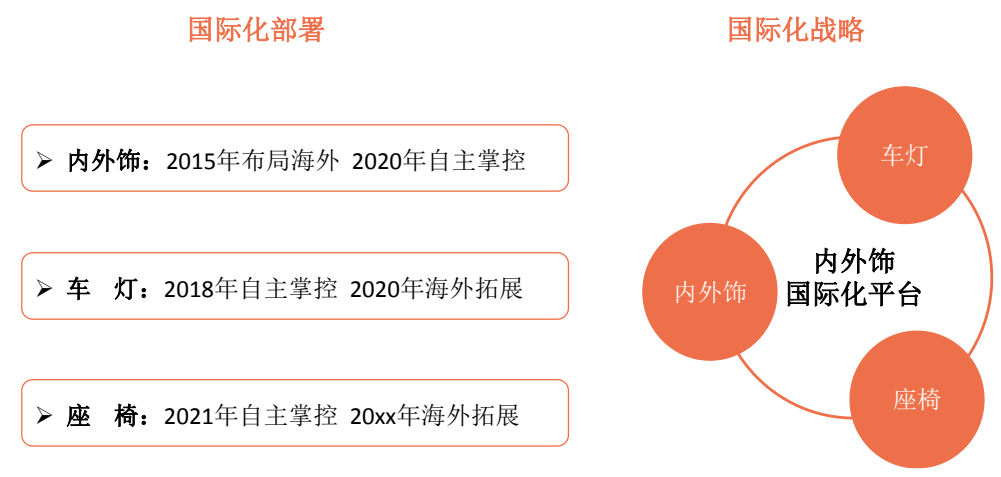 国际化部署
国际化战略
➢ 内外饰：2015年布局海外 2020年自主掌控
➢ 车 灯：2018年自主掌控 2020年海外拓展
➢ 座 椅：2021年自主掌控 20xx年海外拓展
车灯
内外饰
内外饰
国际化平台
座椅